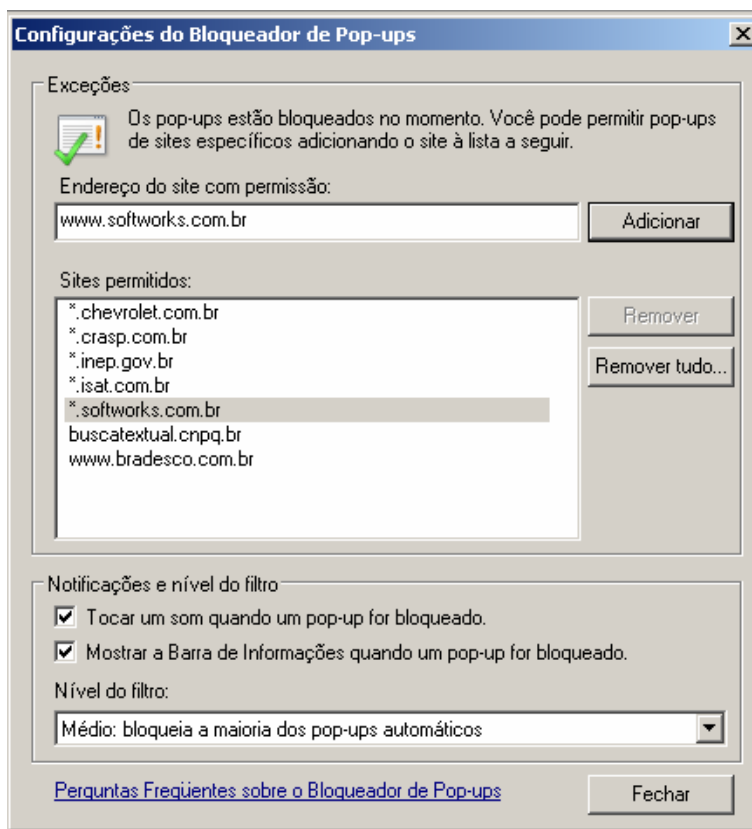 Configurações do Bloqueador de Pop-ups
Exceções
Os pop-ups estão bloqueados no momento. Você pode permitir pop-ups
de sites específicos adicionando o site à lista a seguir.
Endereço do site com permissão:
www.softworks.com.br
Adicionar
Sites permitidos:
*.chevrolet.com.br
*.crasp.com.br
*.inep.gov.br
*.isat.com.br
*.softworks.com.br
buscatextual.cnpq.br
www.bradesco.com.br
Remover
Remover tudo...
Notificações e nível do filtro
Tocar um som quando um pop-up for bloqueado.
Mostrar a Barra de Informações quando um pop-up for bloqueado.
Nível do filtro:
Médio: bloqueia a maioria dos pop-ups automáticos
Perguntas Freqüentes sobre o Bloqueador de Pop-ups
Fechar